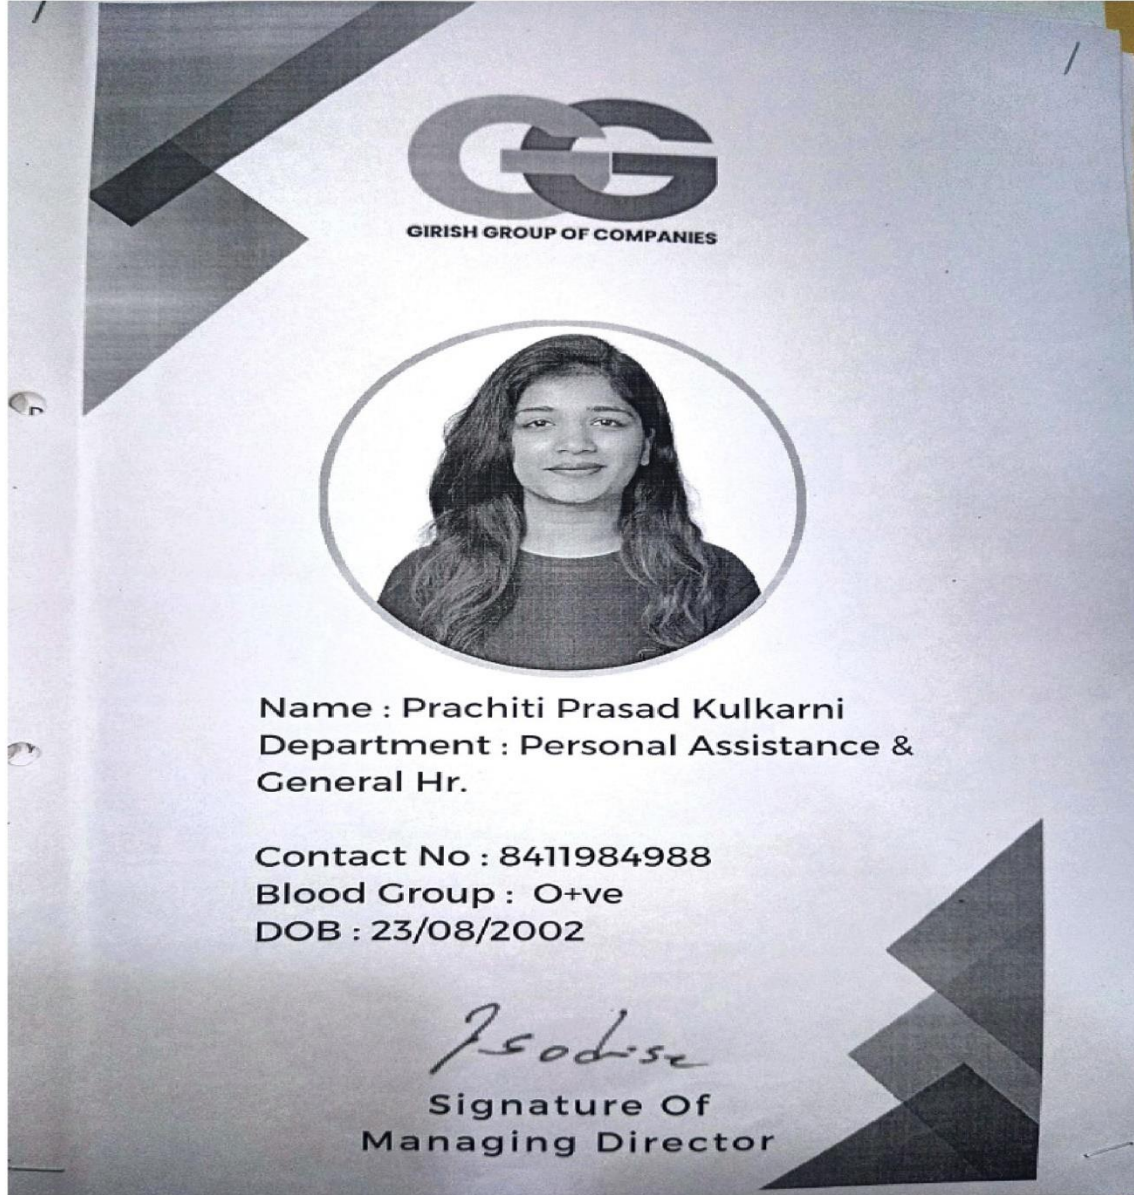 GG
GIRISH GROUP OF COMPANIES
Name : Prachiti Prasad Kulkarni
Department : Personal Assistance &
General Hr.
Contact No : 8411984988
Blood Group : O+ve
DOB : 23/08/2002
Signature Of
Managing Director